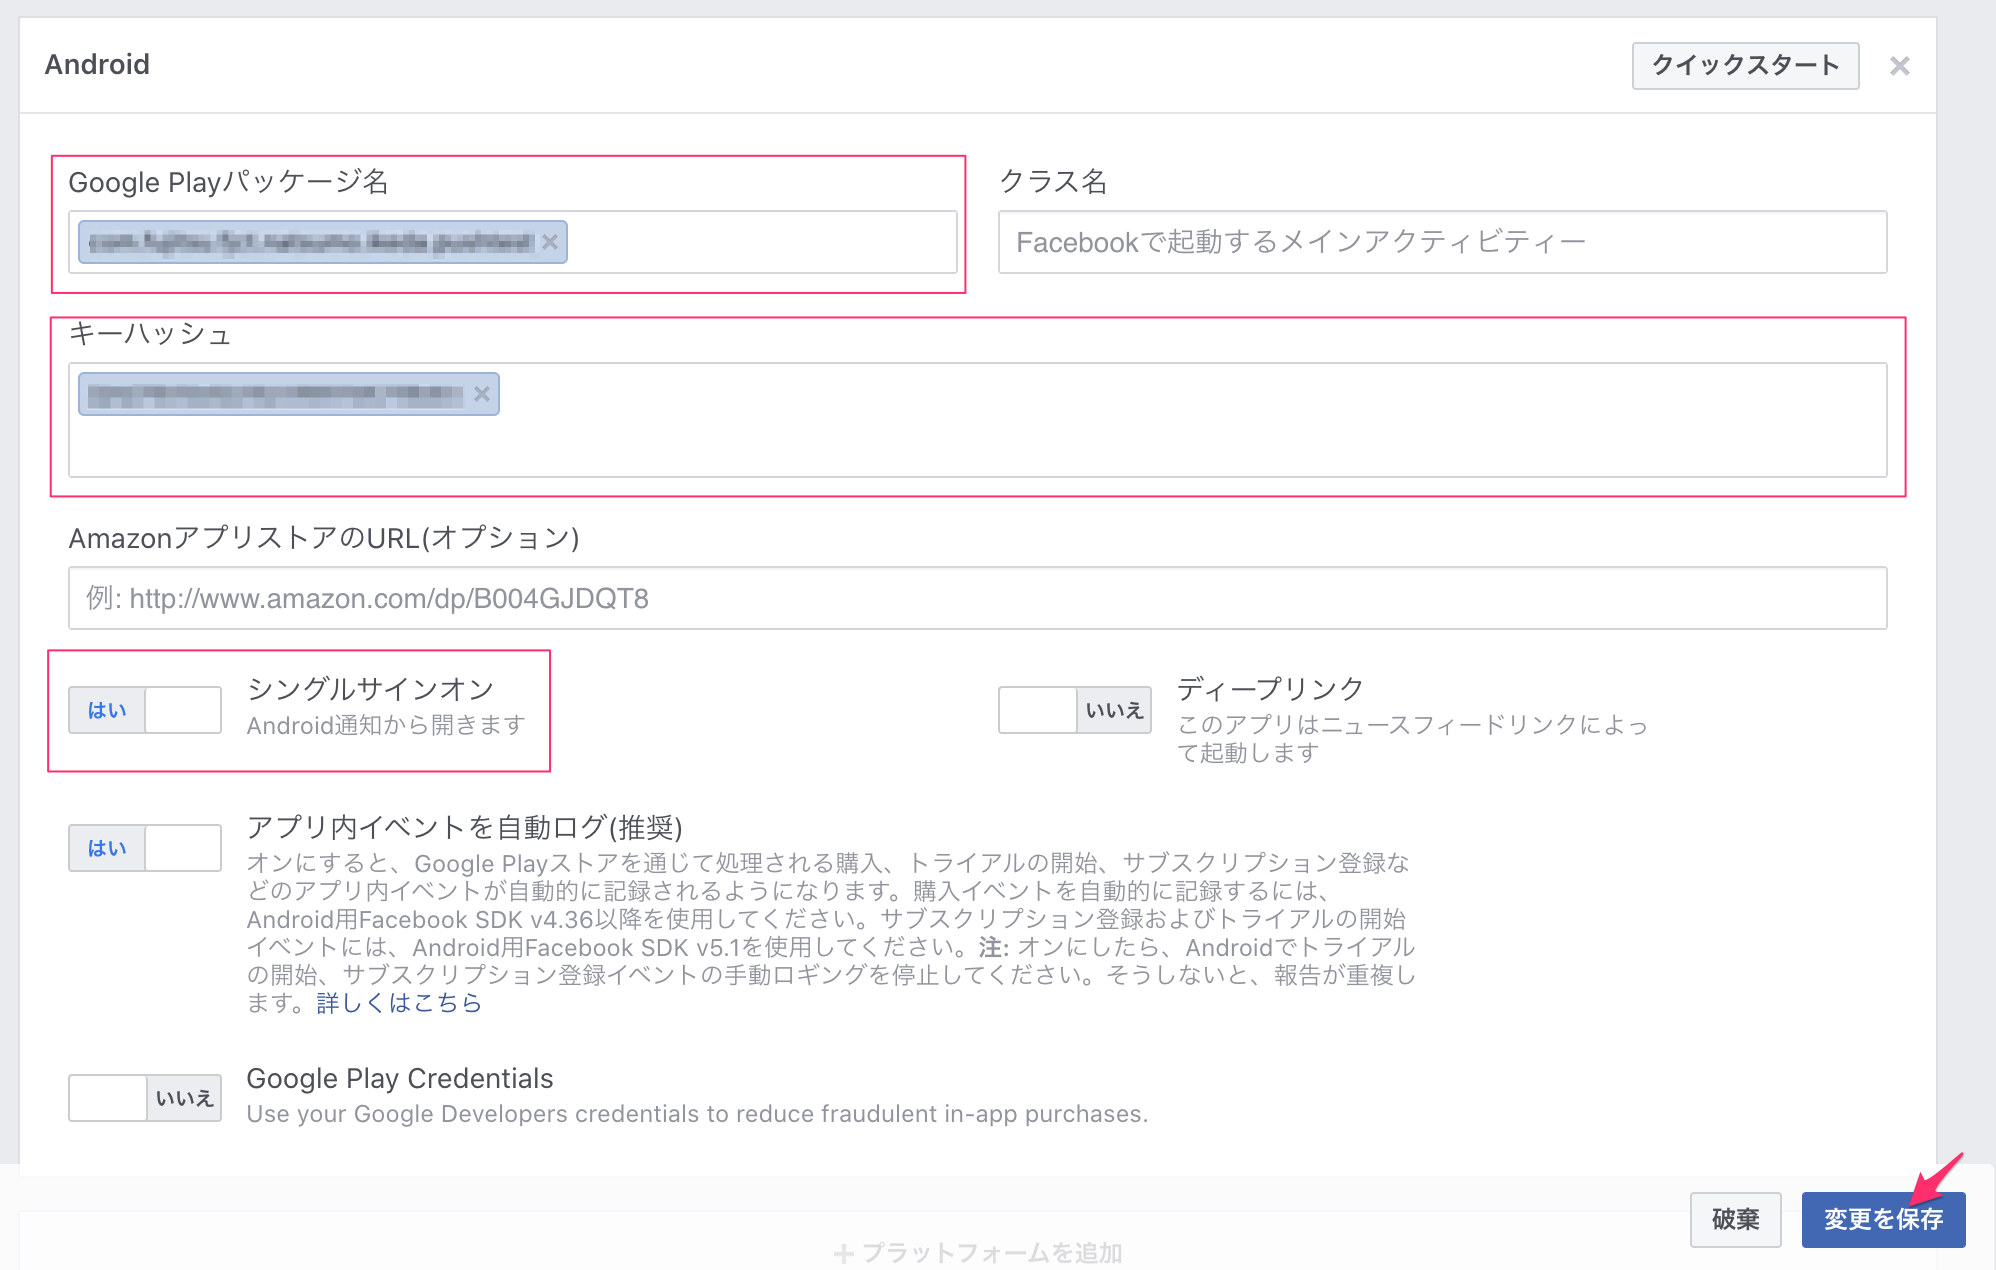 Android
クイックスタート
Google Playパッケージ名
クラス名
Facebookで起動するメインアクティビティー
キーハッシュ
AmazonアプリストアのURL(オプション)
例: http://www.amazon.com/dp/B004GJDQT8
はい
シングルサインオン
Android通知から開きます
いいえ
ディープリンク
このアプリはニュースフィードリンクによっ
て起動します
はい
アプリ内イベントを自動ログ(推奨)
オンにすると、Google Playストアを通じて処理される購入、トライアルの開始、サブスクリプション登録な
どのアプリ内イベントが自動的に記録されるようになります。購入イベントを自動的に記録するには、
Android用Facebook SDK v4.36以降を使用してください。サブスクリプション登録およびトライアルの開始
イベントには、Android用Facebook SDK v5.1を使用してください。注: オンにしたら、Androidでトライアル
の開始、サブスクリプション登録イベントの手動ロギングを停止してください。そうしないと、報告が重複し
ます。詳しくはこちら
いいえ
Google Play Credentials
Use your Google Developers credentials to reduce fraudulent in-app purchases.
破棄
変更を保存
+ プラットフォームを追加